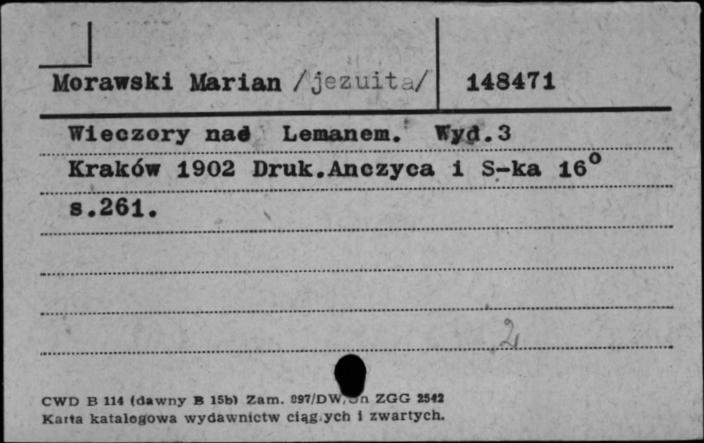 Morawski Marian /jezuita/ 148471
Wieczory nad Lemanem. Wyd.3
Kraków 1902 Druk.Anczyca i S-ka 16°
s.261.
2
CWD B 114 (dawny B 15b) Zam. 897/DW, n ZGG 2542
Karta katalogowa wydawnictw ciągłych i zwartych.